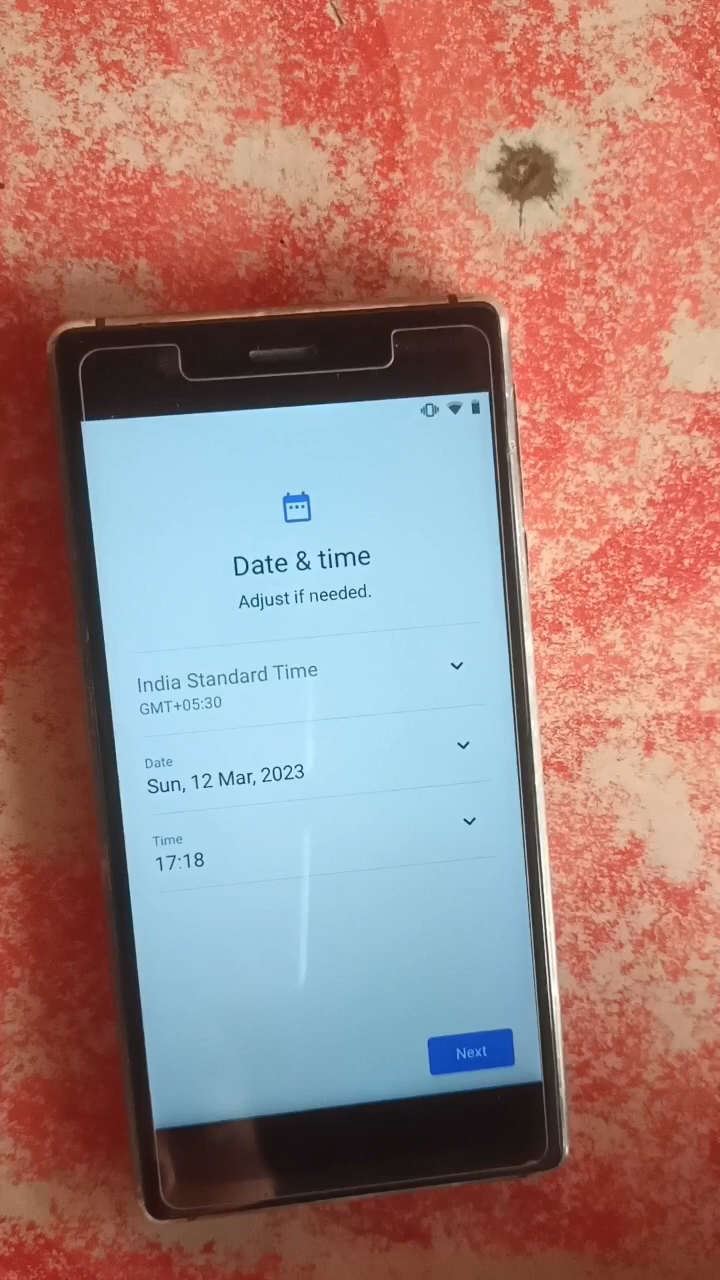 Date & time
Adjust if needed.
India Standard Time
GMT+05:30
Date
Sun, 12 Mar, 2023
Time
17:18
Next